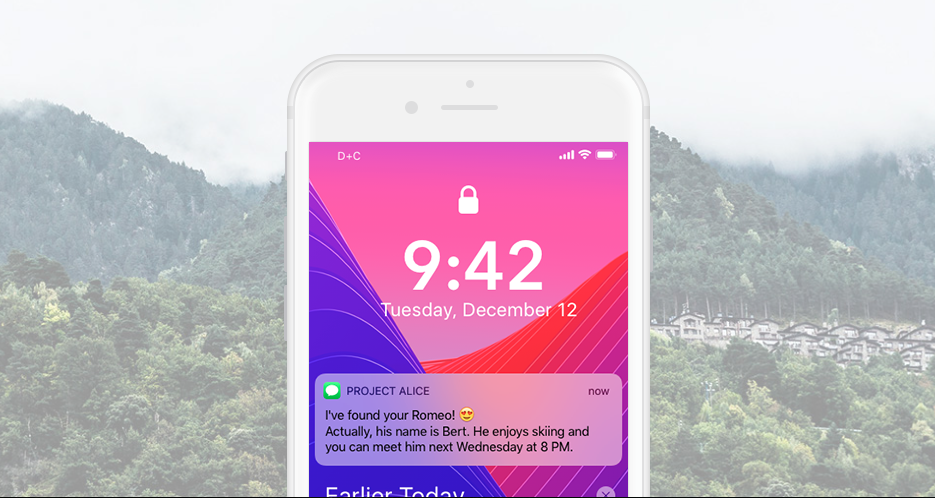 D+C
9:42
Tuesday, December 12
PROJECT ALICE
now
I've found your Romeo! 😍
Actually, his name is Bert. He enjoys skiing and
you can meet him next Wednesday at 8 PM.
Earlier Today